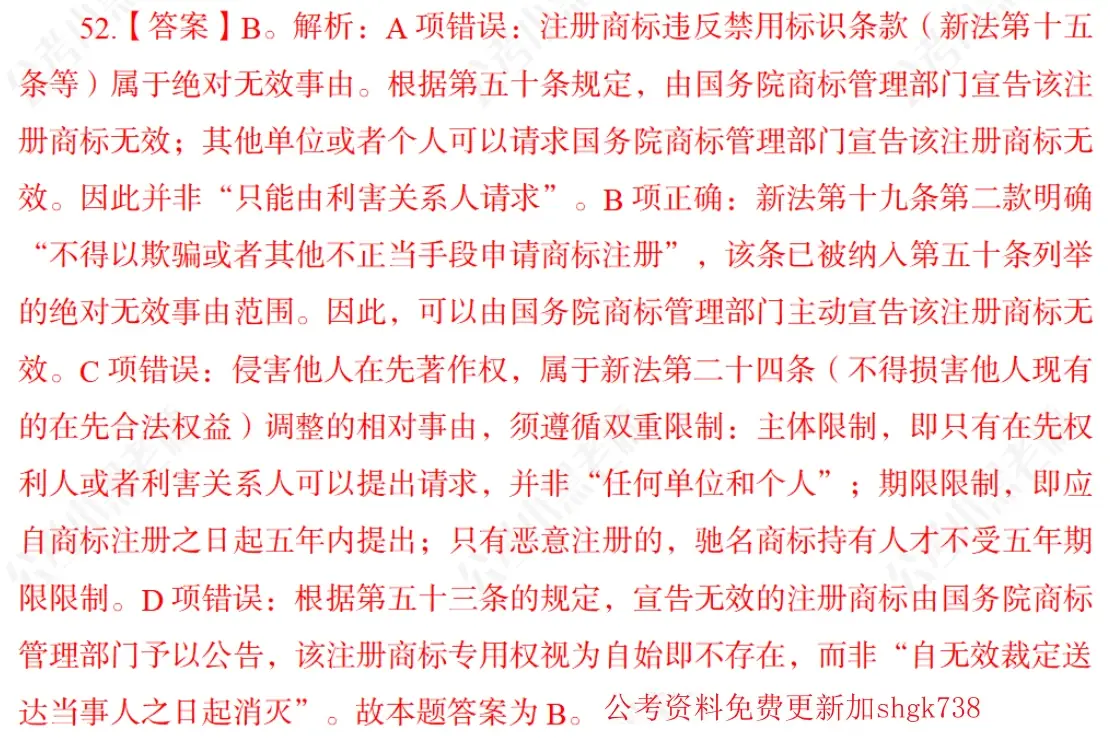 52.【答案】B。解析：A 项错误：注册商标违反禁用标识条款（新法第十五
条等）属于绝对无效事由。根据第五十条规定，由国务院商标管理部门宣告该注
册商标无效；其他单位或者个人可以请求国务院商标管理部门宣告该注册商标无
效。因此并非“只能由利害关系人请求”。B 项正确：新法第十九条第二款明确
“不得以欺骗或者其他不正当手段申请商标注册”，该条已被纳入第五十条列举
的绝对无效事由范围。因此，可以由国务院商标管理部门主动宣告该注册商标无
效。C 项错误：侵害他人在先著作权，属于新法第二十四条（不得损害他人现有
的在先合法权益）调整的相对事由，须遵循双重限制：主体限制，即只有在先权
利人或者利害关系人可以提出请求，并非“任何单位和个人”；期限限制，即应
自商标注册之日起五年内提出；只有恶意注册的，驰名商标持有人才不受五年期
限限制。D 项错误：根据第五十三条的规定，宣告无效的注册商标由国务院商标
管理部门予以公告，该注册商标专用权视为自始即不存在，而非“自无效裁定送
达当事人之日起消灭”。故本题答案为 B。 公考资料免费更新加shgk738